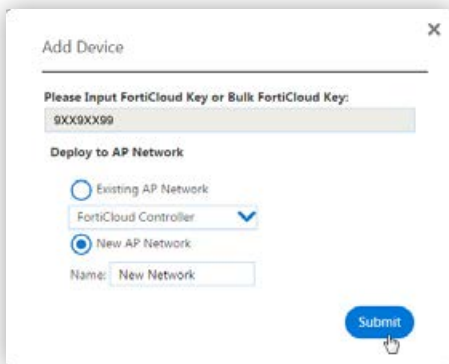 Add Device
Please Input FortiCloud Key or Bulk FortiCloud Key:
9XX9XX99
Deploy to AP Network
Existing AP Network
FortiCloud Controller
New AP Network
Name: New Network
Submit